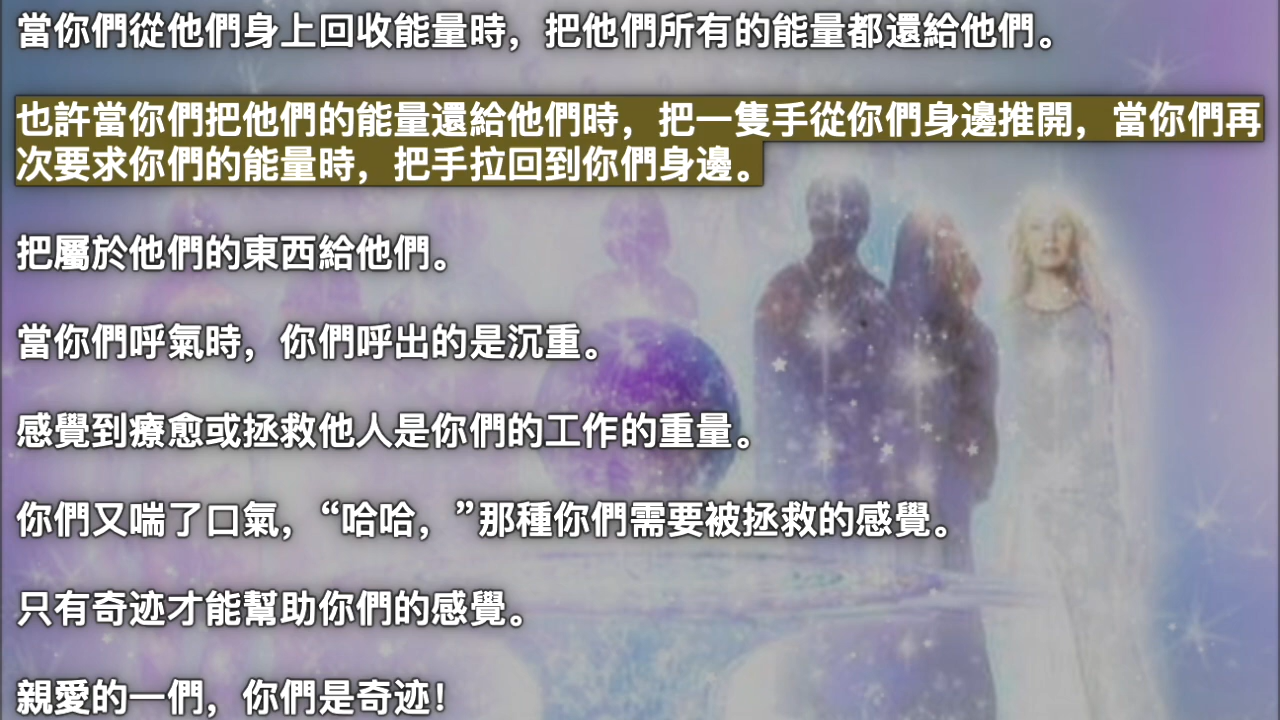 當你們從他們身上回收能量時，把他們所有的能量都還給他們。
也許當你們把他們的能量還給他們時，把一隻手從你們身邊推開，當你們再
次要求你們的能量時，把手拉回到你們身邊。
把屬於他們的東西給他們。
當你們呼氣時，你們呼出的是沉重。
感覺到療愈或拯救他人是你們的工作的重量。
你們又喘了口氣，“哈哈，”那種你們需要被拯救的感覺。
只有奇迹才能幫助你們的感覺。
親愛的一們，你們是奇迹！